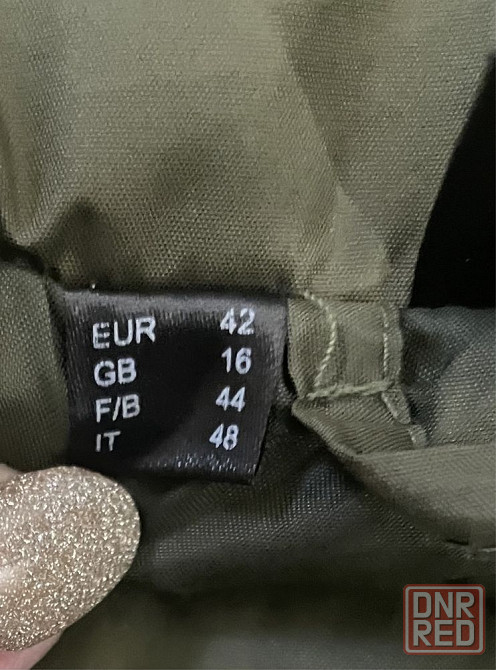 EUR 42
GB 16
F/B 44
IT 48
DNR
RED